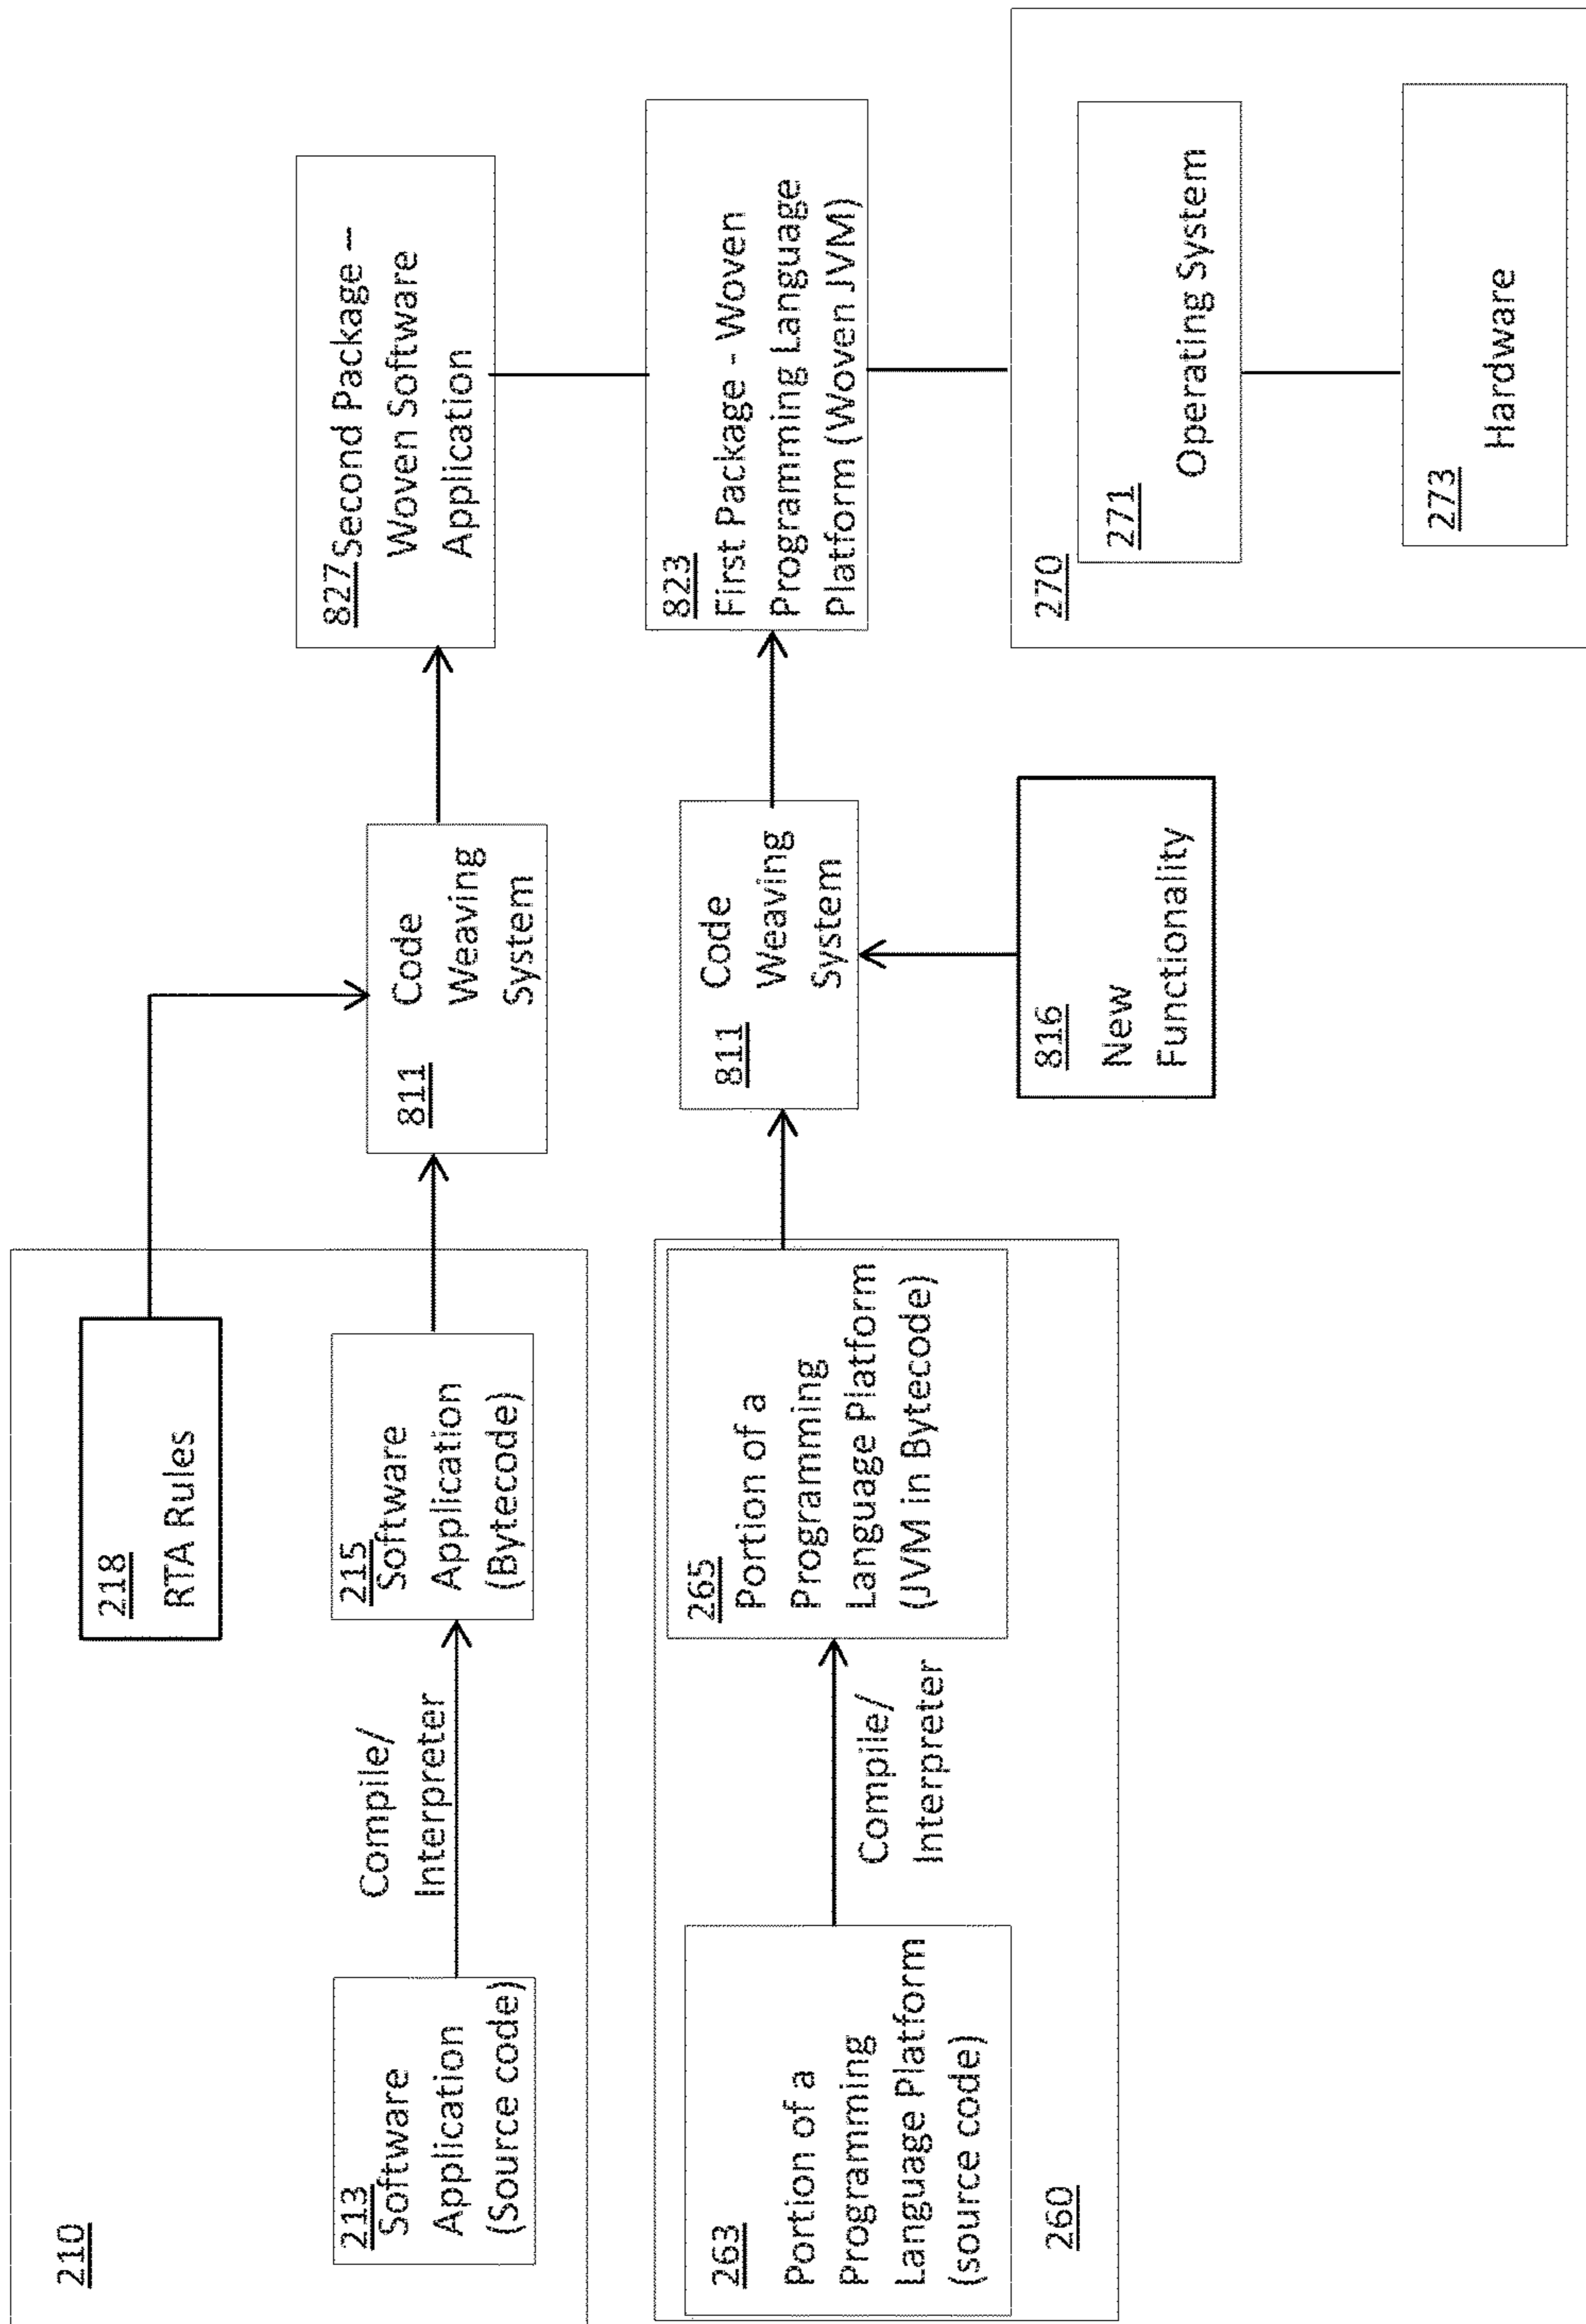 210
218
RTA Rules
213
Software
Application
(Source code)
Compile/
Interpreter
215
Software
Application
(Bytecode)
811
Code
Weaving
System
827
Second Package –
Woven Software
Application
263
Portion of a
Programming
Language Platform
(source code)
Compile/
Interpreter
265
Portion of a
Programming
Language Platform
(JVM in Bytecode)
260
811
Code
Weaving
System
816
New
Functionality
823
First Package - Woven
Programming Language
Platform (Woven JVM)
270
271
Operating System
273
Hardware